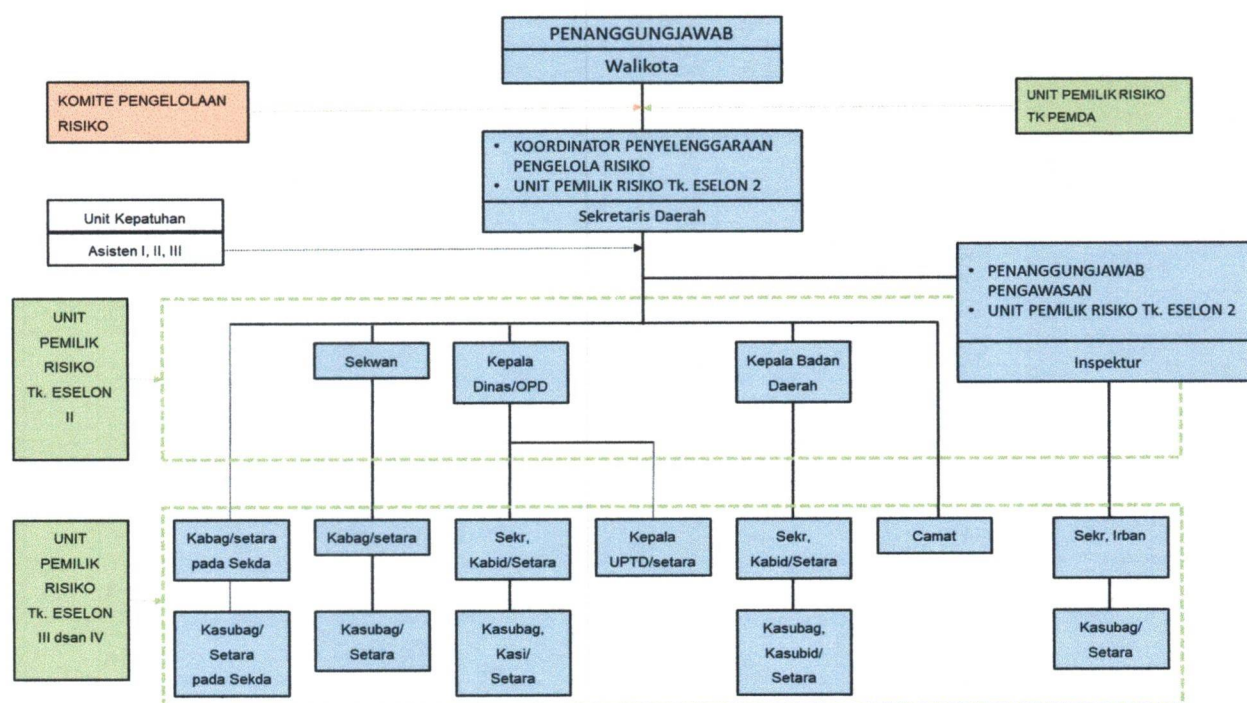 PENANGGUNGJAWAB
Walikota
KOMITE PENGELOLAAN
RISIKO
UNIT PEMILIK RISIKO
TK PEMDA
• KOORDINATOR PENYELENGGARAAN
PENGELOLA RISIKO
• UNIT PEMILIK RISIKO Tk. ESELON 2
Sekretaris Daerah
Unit Kepatuhan
Asisten I, II, III
• PENANGGUNGJAWAB
PENGAWASAN
• UNIT PEMILIK RISIKO Tk. ESELON 2
Inspektur
UNIT
PEMILIK
RISIKO
Tk. ESELON
II
Sekwan
Kepala
Dinas/OPD
Kepala Badan
Daerah
UNIT
PEMILIK
RISIKO
Tk. ESELON
III dsan IV
Kabag/setara
pada Sekda
Kabag/setara
Sekr,
Kabid/Setara
Kepala
UPTD/setara
Sekr,
Kabid/Setara
Camat
Sekr, Irban
Kasubag/
Setara
pada Sekda
Kasubag/
Setara
Kasubag,
Kasi/
Setara
Kasubag,
Kasubid/
Setara
Kasubag/
Setara